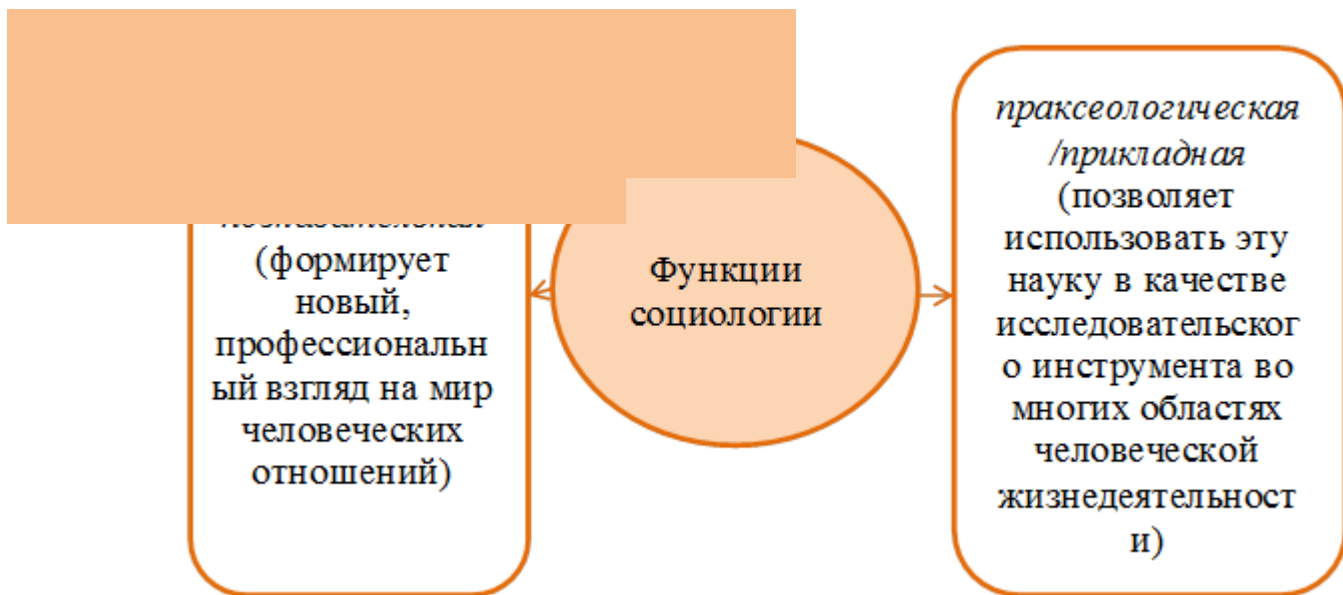 (формирует
новый,
профессиональн
ый взгляд на мир
человеческих
отношений)
Функции
социологии
праксеологическая
/прикладная
(позволяет
использовать эту
науку в качестве
исследовательског
о инструмента во
многих областях
человеческой
жизнедеятельност
и)